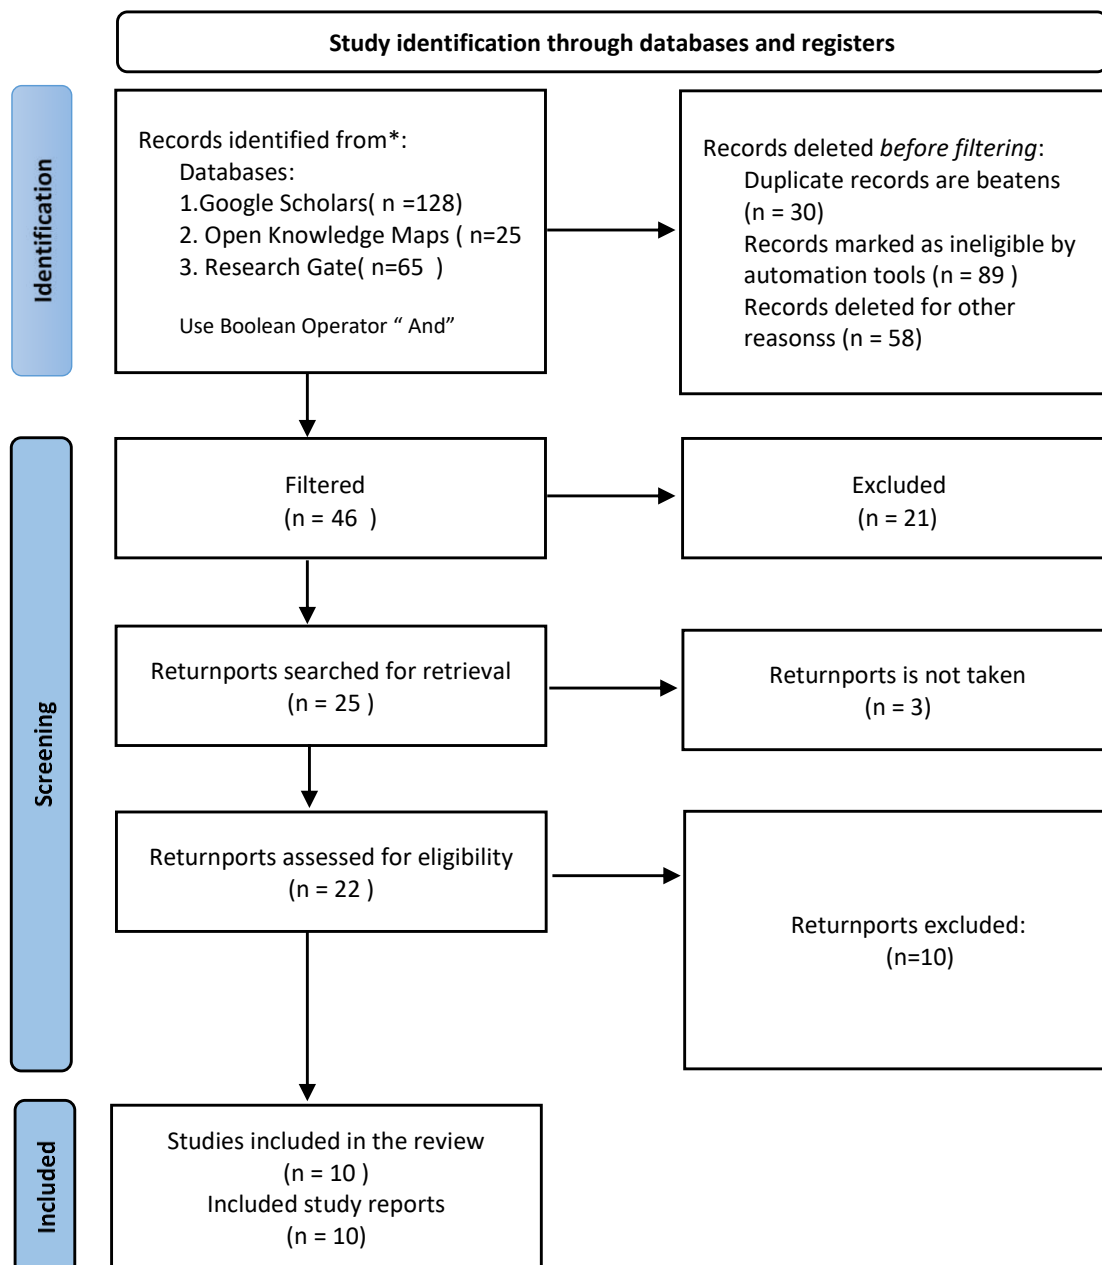 Study identification through databases and registers
Identification
Records identified from*:
Databases:
1.Google Scholars( n =128)
2. Open Knowledge Maps ( n=25
3. Research Gate( n=65 )
Use Boolean Operator “ And”
Records deleted before filtering:
Duplicate records are beatens
(n = 30)
Records marked as ineligible by
automation tools (n = 89 )
Records deleted for other
reasonss (n = 58)
Screening
Filtered
(n = 46 )
Excluded
(n = 21)
Returnports searched for retrieval
(n = 25 )
Returnports is not taken
(n = 3)
Returnports assessed for eligibility
(n = 22 )
Returnports excluded:
(n=10)
Included
Studies included in the review
(n = 10 )
Included study reports
(n = 10)